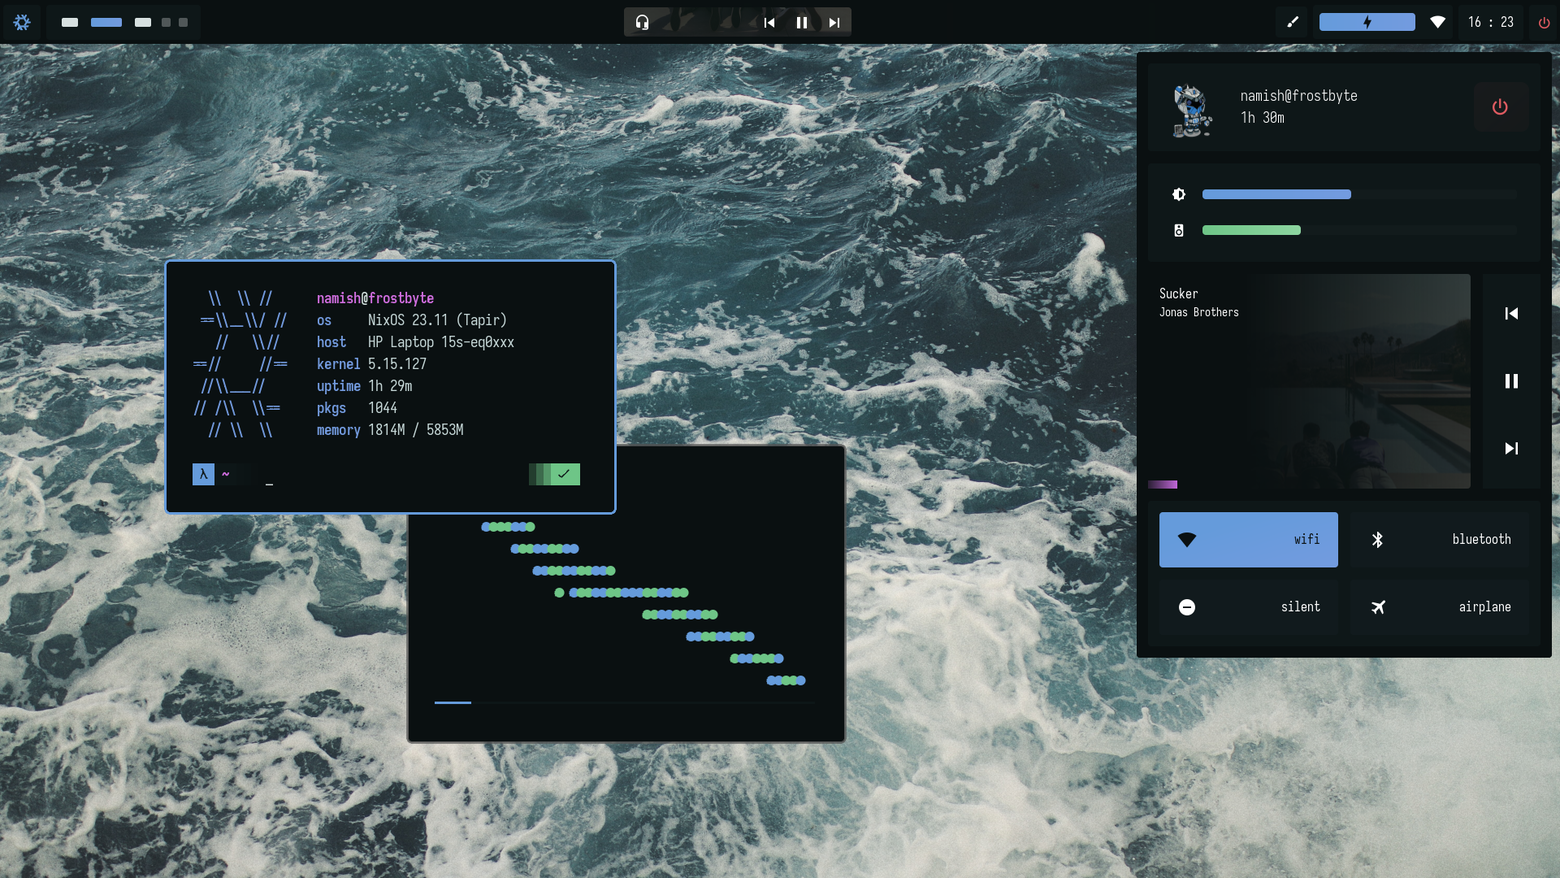 16 : 23
namish@frostbyte
1h 30m
Sucker
Jonas Brothers
wifi
bluetooth
silent
airplane
\\  \\ //
==\\__\\/ //
//   \\//
==//     //==
//\\___//
// /\\  \\==
// \\  \\
namish@frostbyte
os NixOS 23.11 (Tapir)
host HP Laptop 15s-eq0xxx
kernel 5.15.127
uptime 1h 29m
pkgs 1044
memory 1814M / 5853M
λ ~ _